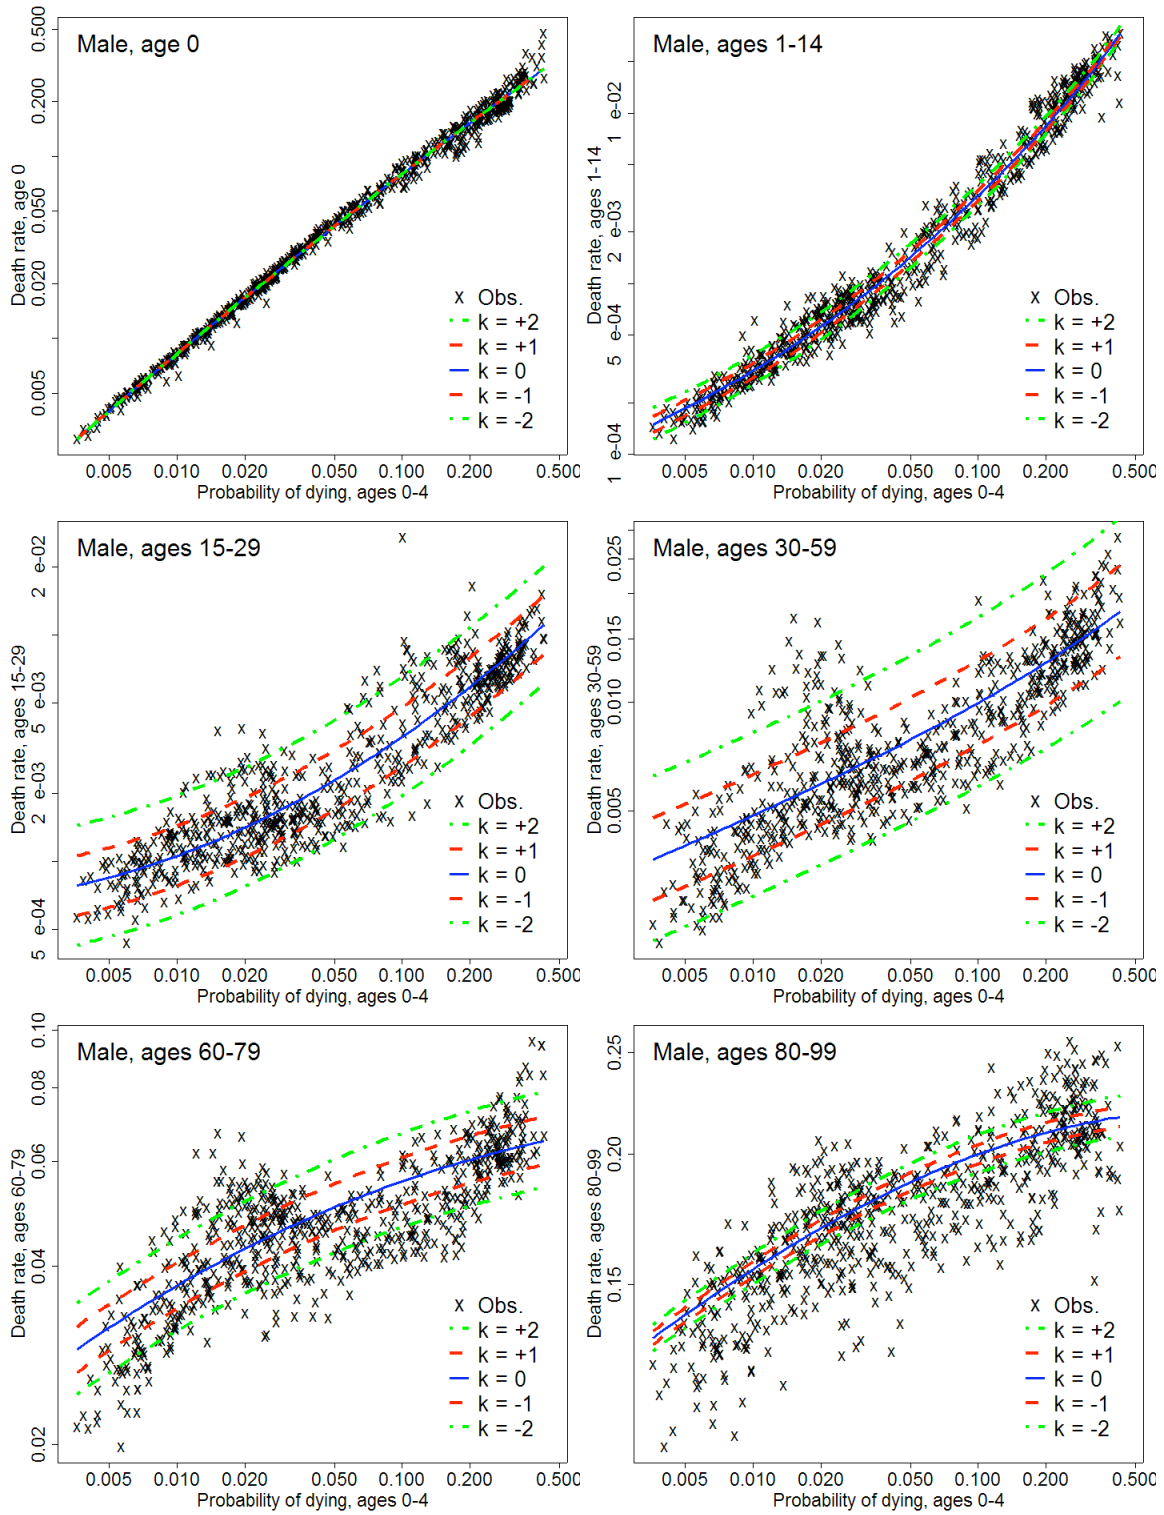 Male, age 0
Death rate, age 0
0.500
0.200
0.050
0.020
0.005
x Obs.
k = +2
k = +1
k = 0
k = -1
k = -2
0.005 0.010 0.020 0.050 0.100 0.200 0.500
Probability of dying, ages 0-4
Male, ages 1-14
Death rate, ages 1-14
1 e-02
2 e-03
5 e-04
1 e-04
x Obs.
k = +2
k = +1
k = 0
k = -1
k = -2
0.005 0.010 0.020 0.050 0.100 0.200 0.500
Probability of dying, ages 0-4
Male, ages 15-29
Death rate, ages 15-29
2 e-02
5 e-03
2 e-03
5 e-04
x Obs.
k = +2
k = +1
k = 0
k = -1
k = -2
0.005 0.010 0.020 0.050 0.100 0.200 0.500
Probability of dying, ages 0-4
Male, ages 30-59
Death rate, ages 30-59
0.025
0.015
0.010
0.005
x Obs.
k = +2
k = +1
k = 0
k = -1
k = -2
0.005 0.010 0.020 0.050 0.100 0.200 0.500
Probability of dying, ages 0-4
Male, ages 60-79
Death rate, ages 60-79
0.10
0.08
0.06
0.04
0.02
x Obs.
k = +2
k = +1
k = 0
k = -1
k = -2
0.005 0.010 0.020 0.050 0.100 0.200 0.500
Probability of dying, ages 0-4
Male, ages 80-99
Death rate, ages 80-99
0.25
0.20
0.15
x Obs.
k = +2
k = +1
k = 0
k = -1
k = -2
0.005 0.010 0.020 0.050 0.100 0.200 0.500
Probability of dying, ages 0-4